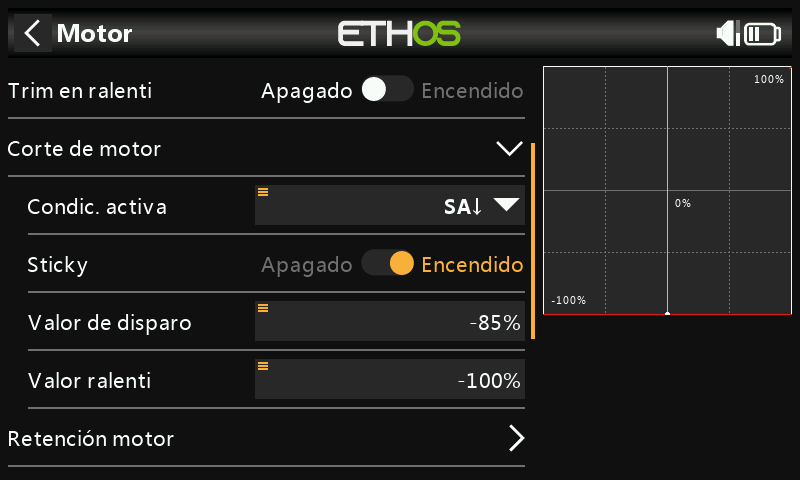 Motor
ETHOS
Trim en ralenti Apagado Encendido
Corte de motor
Condic. activa SA↓
Sticky Apagado Encendido
Valor de disparo -85%
Valor ralenti -100%
Retención motor
100%
0%
-100%